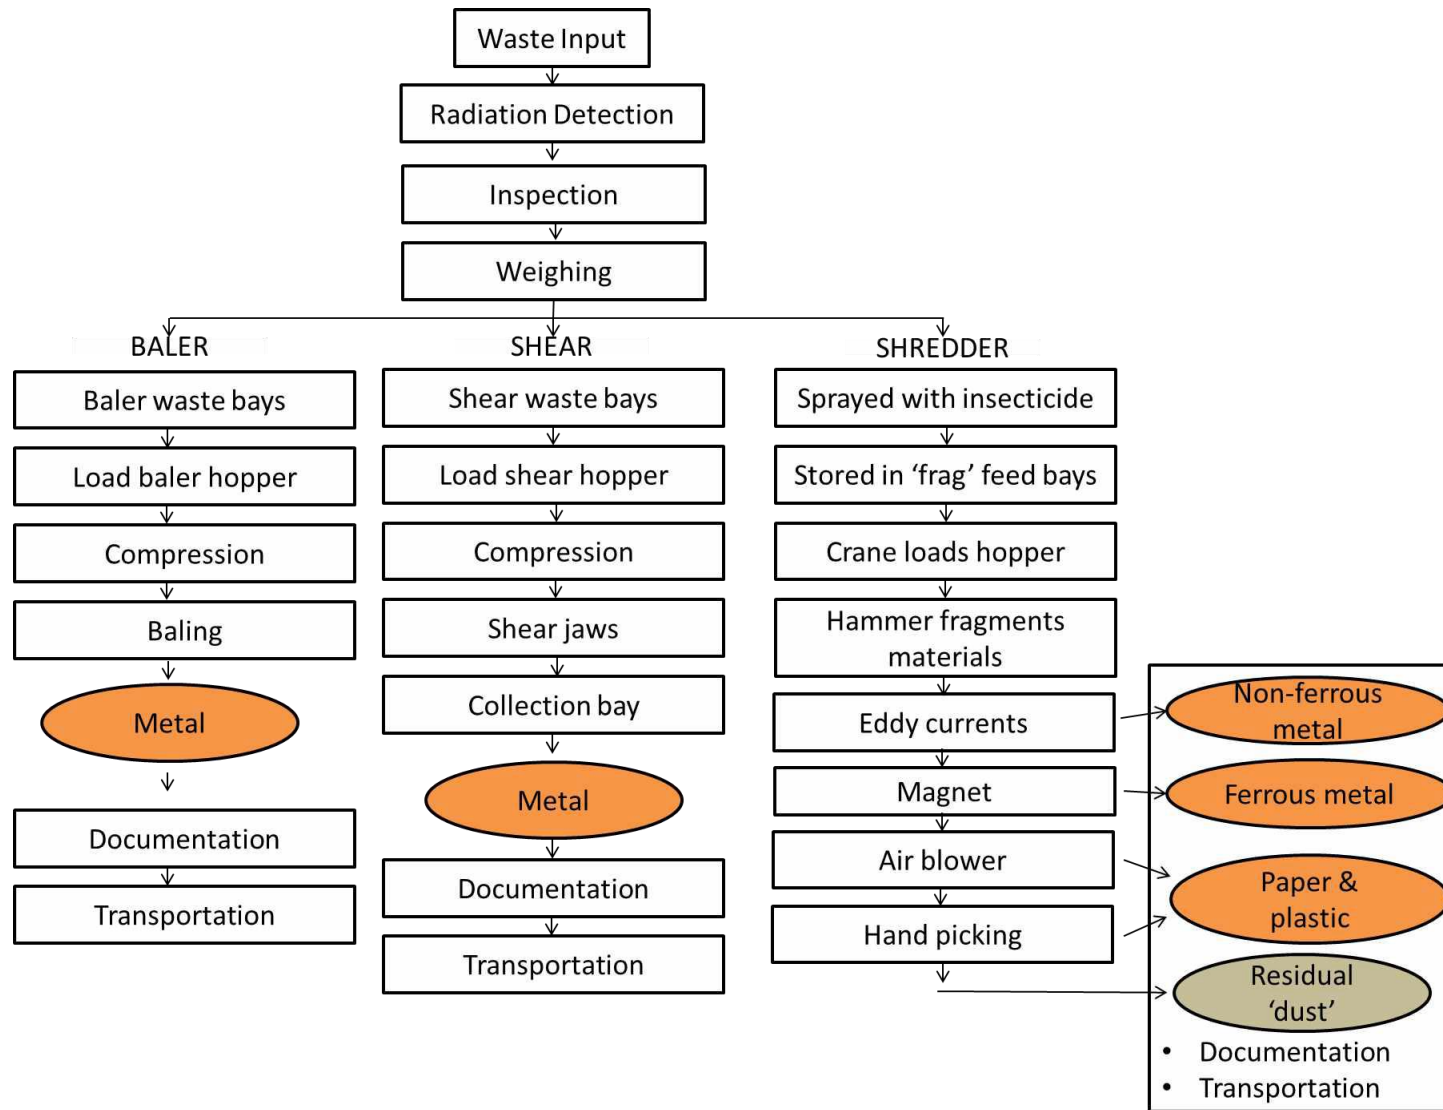 Waste Input
Radiation Detection
Inspection
Weighing
BALER
Baler waste bays
Load baler hopper
Compression
Baling
Metal
Documentation
Transportation
SHEAR
Shear waste bays
Load shear hopper
Compression
Shear jaws
Collection bay
Metal
Documentation
Transportation
SHREDDER
Sprayed with insecticide
Stored in ‘frag’ feed bays
Crane loads hopper
Hammer fragments
materials
Eddy currents
Magnet
Air blower
Hand picking
Non-ferrous
metal
Ferrous metal
Paper &
plastic
Residual
‘dust’
• Documentation
• Transportation